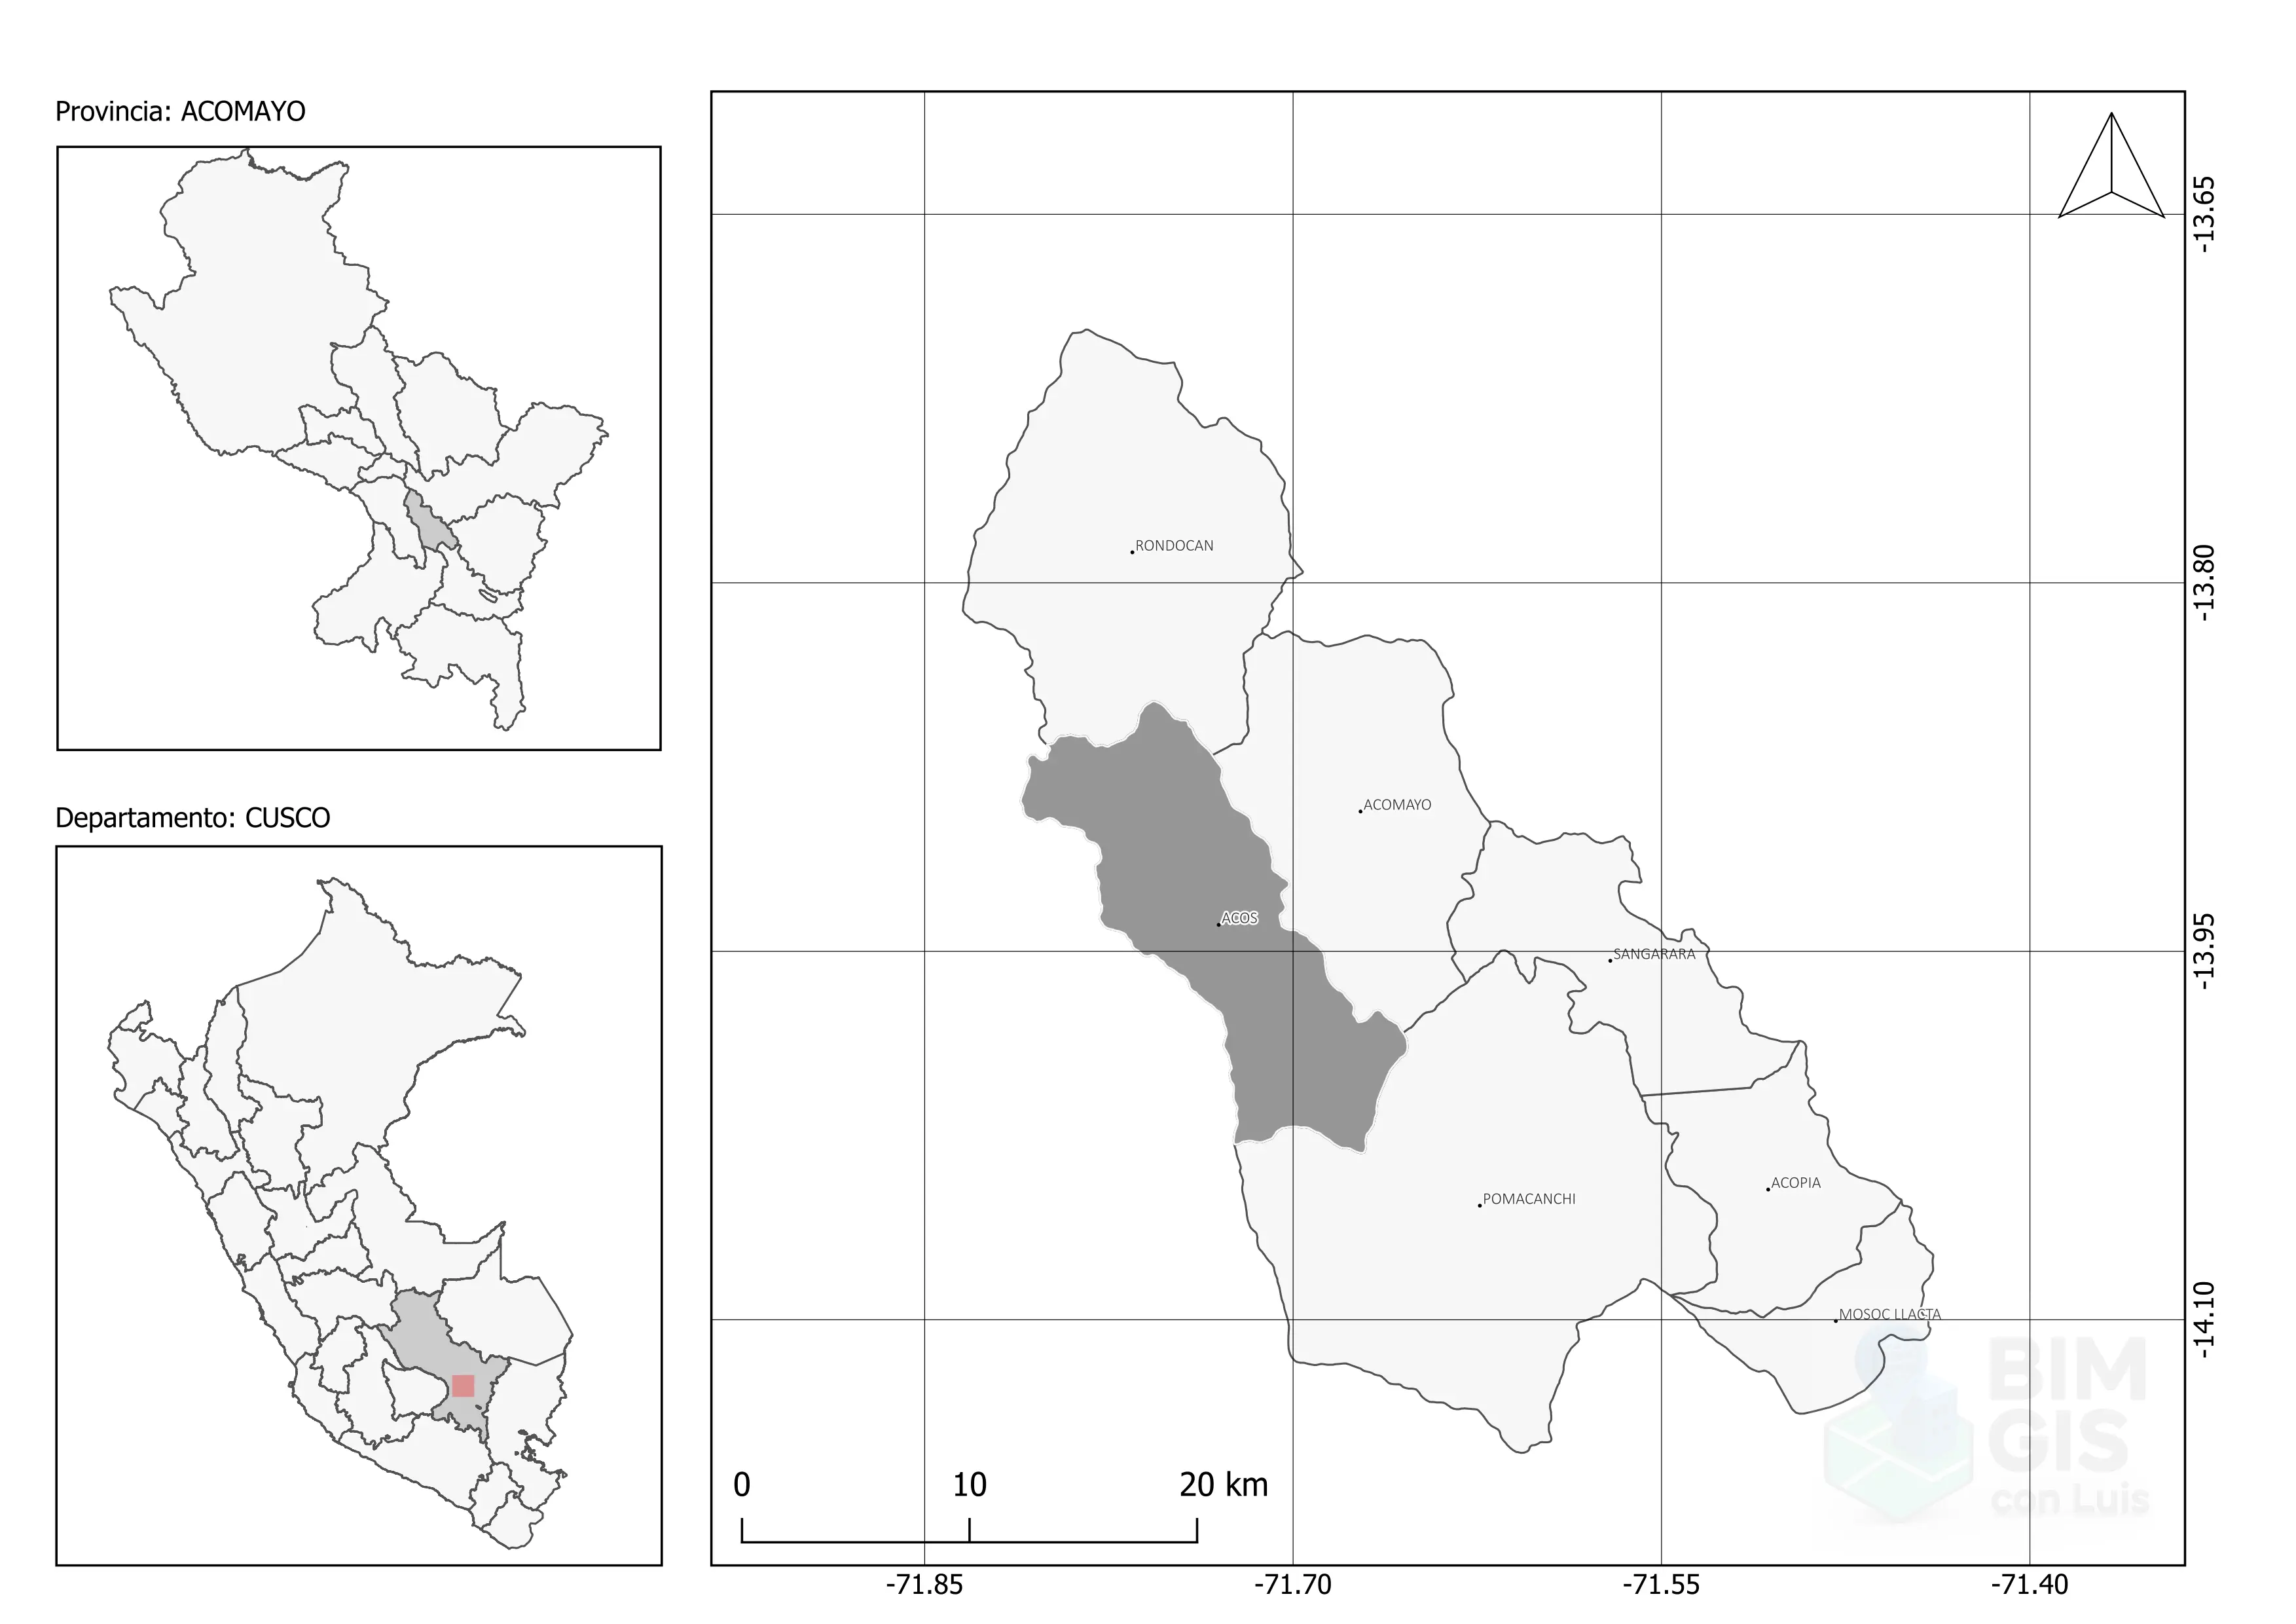 Provincia: ACOMAYO
Departamento: CUSCO
RONDOCAN
ACOMAYO
ACOS
SANGARARA
ACOPIA
POMACANCHI
MOSOC LLACTA
-13.65
-13.80
-13.95
-14.10
BIM
GIS
con Luis
0 10 20 km
-71.85 -71.70 -71.55 -71.40